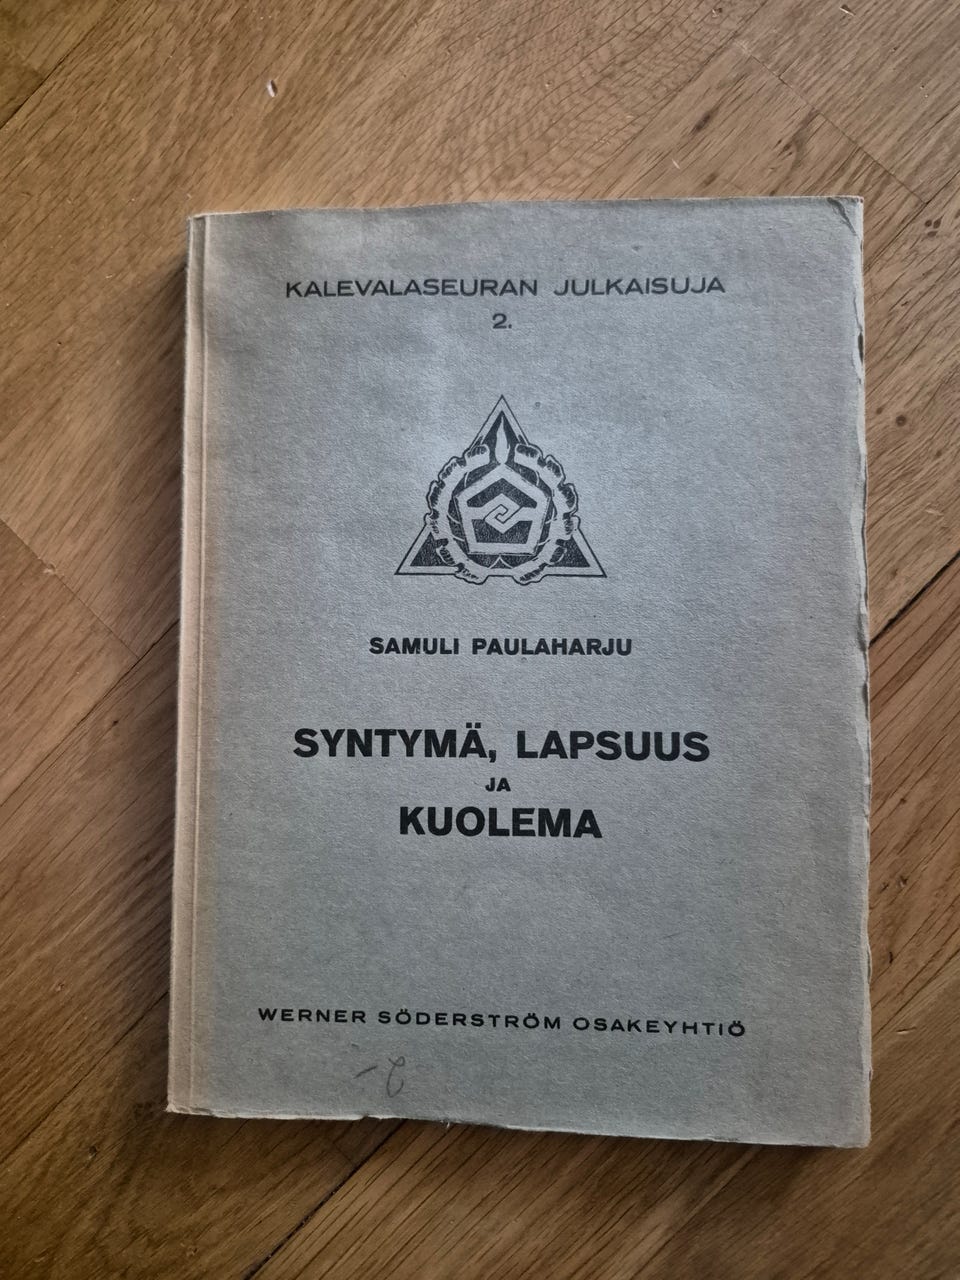 KALEVALASEURAN JULKAISUJA
2.
SAMULI PAULAHARJU
SYNTYMÄ, LAPSUUS
JA
KUOLEMA
WERNER SÖDERSTRÖM OSAKEYHTIÖ